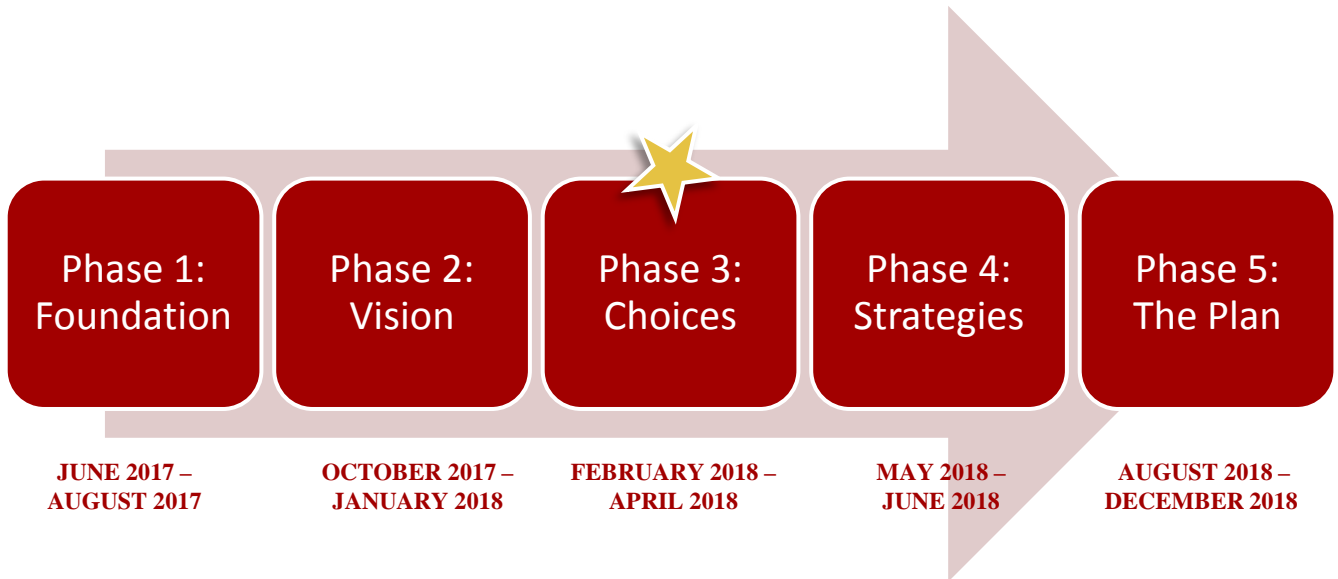 Phase 1:
Foundation
Phase 2:
Vision
Phase 3:
Choices
Phase 4:
Strategies
Phase 5:
The Plan
JUNE 2017 –
AUGUST 2017
OCTOBER 2017 –
JANUARY 2018
FEBRUARY 2018 –
APRIL 2018
MAY 2018 –
JUNE 2018
AUGUST 2018 –
DECEMBER 2018